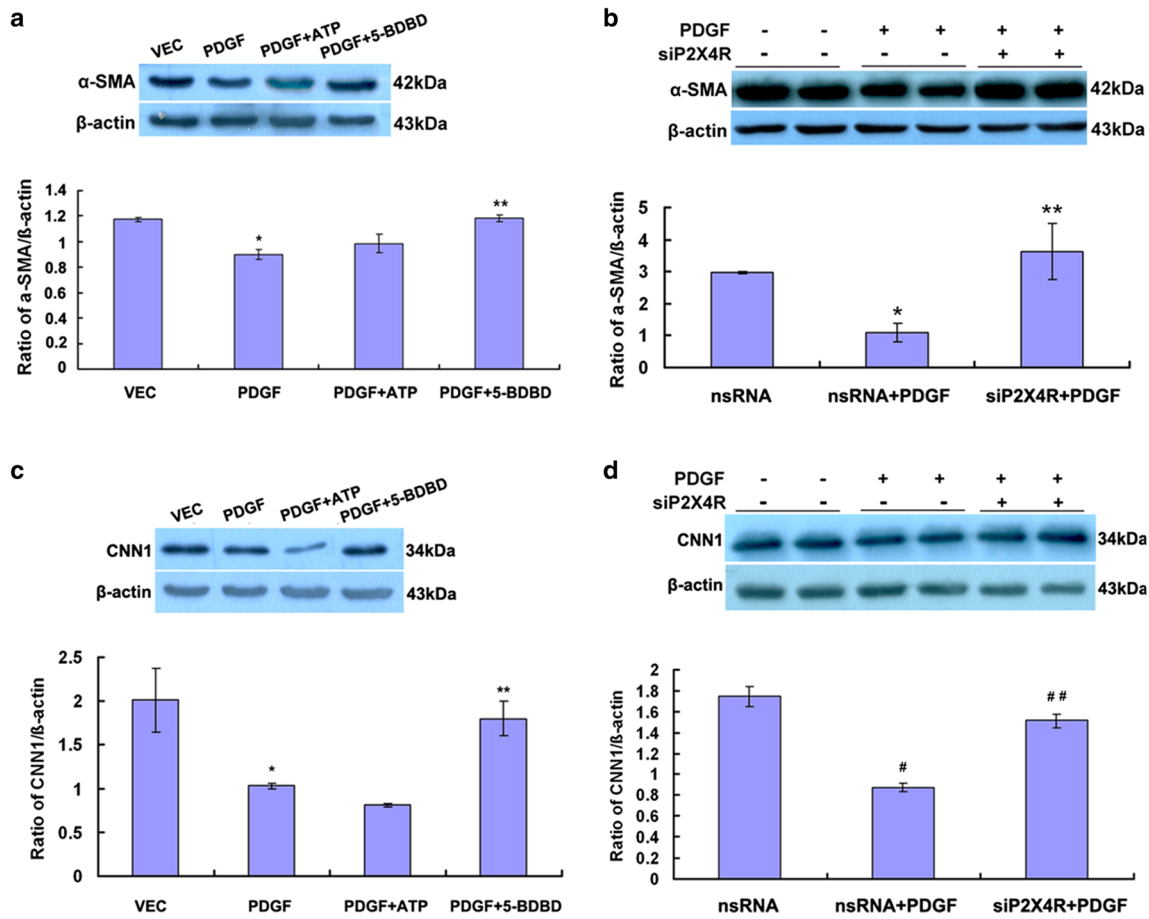 a
VEC PDGF PDGF+ATP PDGF+5-BDBD
α-SMA 42kDa
β-actin 43kDa
Ratio of a-SMA/ß-actin
1.4
1.2
1
0.8
0.6
0.4
0.2
0
*
**
VEC PDGF PDGF+ATP PDGF+5-BDBD
b
PDGF - - + + + +
siP2X4R - - - - + +
α-SMA 42kDa
β-actin 43kDa
Ratio of a-SMA/ß-actin
5
4
3
2
1
0
*
**
nsRNA nsRNA+PDGF siP2X4R+PDGF
c
VEC PDGF PDGF+ATP PDGF+5-BDBD
CNN1 34kDa
β-actin 43kDa
Ratio of CNN1/ß-actin
2.5
2
1.5
1
0.5
0
*
**
VEC PDGF PDGF+ATP PDGF+5-BDBD
d
PDGF - - + + + +
siP2X4R - - - - + +
CNN1 34kDa
β-actin 43kDa
Ratio of CNN1/ß-actin
2
1.8
1.6
1.4
1.2
1
0.8
0.6
0.4
0.2
0
#
# #
nsRNA nsRNA+PDGF siP2X4R+PDGF